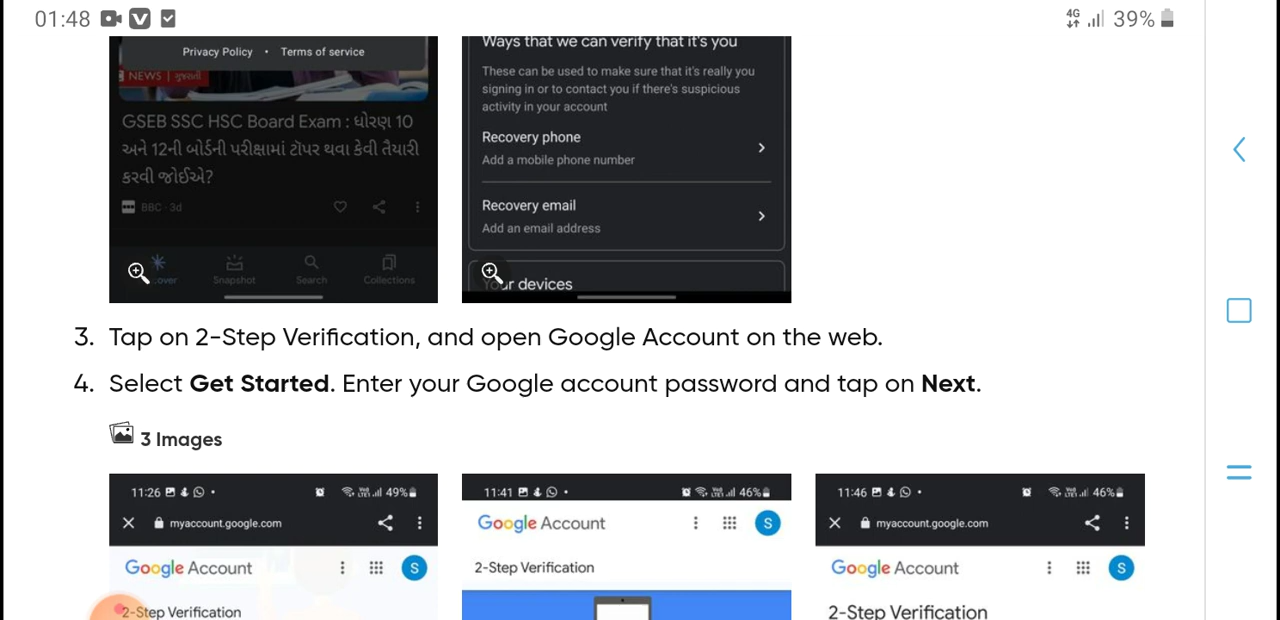 01:48
4G 39%
Privacy Policy • Terms of service
NEWS | ગુજરાતી
GSEB SSC HSC Board Exam : ધોરણ 10
અને 12ની બોર્ડની પરીક્ષામાં ટૉપર થવા કેવી તૈયારી
કરવી જોઈએ?
BBC · 3d
Snapshot
Search
Collections
Ways that we can verify that it's you
These can be used to make sure that it's really you
signing in or to contact you if there's suspicious
activity in your account
Recovery phone
Add a mobile phone number
Recovery email
Add an email address
Your devices
3. Tap on 2-Step Verification, and open Google Account on the web.
4. Select Get Started. Enter your Google account password and tap on Next.
3 Images
11:26 49%
myaccount.google.com
Google Account S
2-Step Verification
11:41 46%
Google Account S
2-Step Verification
11:46 46%
myaccount.google.com
Google Account S
2-Step Verification